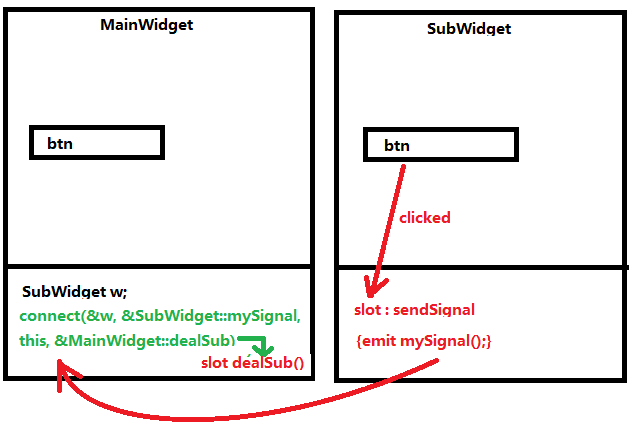 MainWidget
btn
SubWidget w;
connect(&w, &SubWidget::mySignal,
this, &MainWidget::dealSub)
slot dealSub()
SubWidget
btn
clicked
slot : sendSignal
{emit mySignal();}